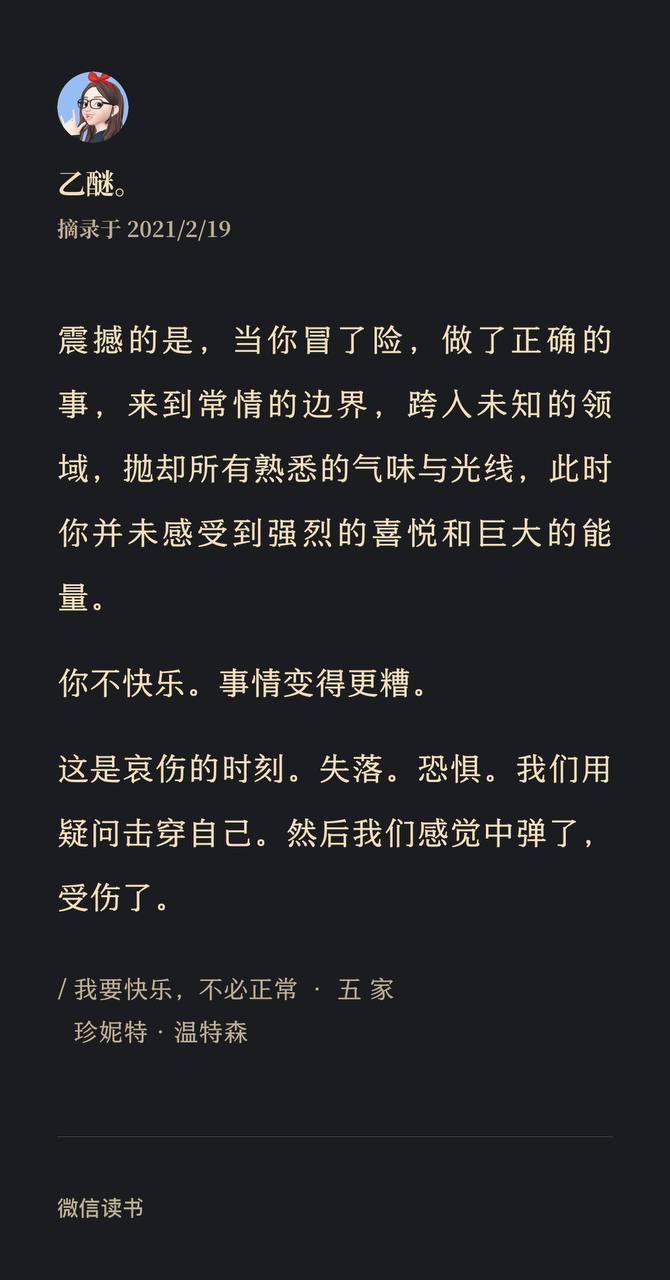 乙醚。
摘录于 2021/2/19
震撼的是，当你冒了险，做了正确的
事，来到常情的边界，跨入未知的领
域，抛却所有熟悉的气味与光线，此时
你并未感受到强烈的喜悦和巨大的能
量。
你不快乐。事情变得更糟。
这是哀伤的时刻。失落。恐惧。我们用
疑问击穿自己。然后我们感觉中弹了，
受伤了。
/ 我要快乐，不必正常 · 五 家
珍妮特 · 温特森
微信读书